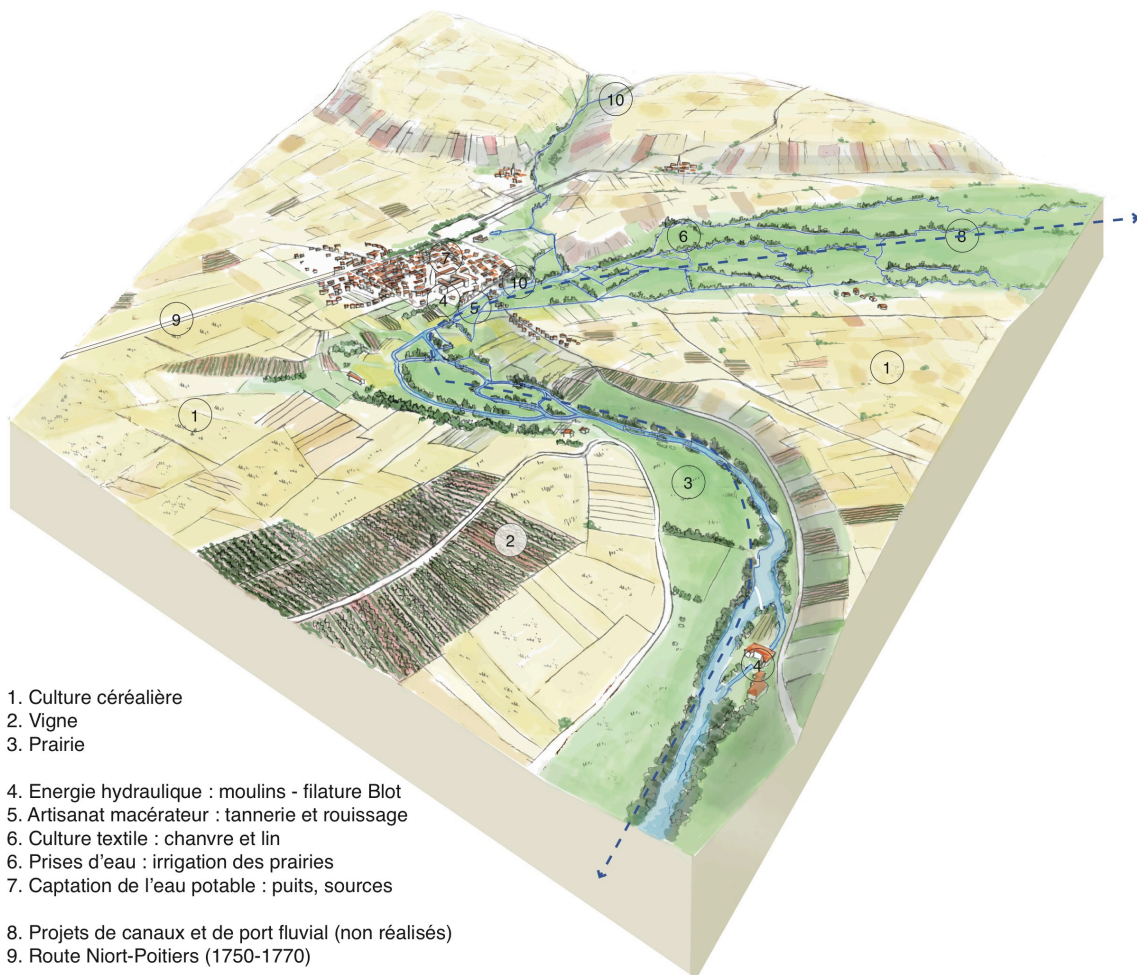 10
6
8
7
10
4
5
9
1
1
3
2
4
1. Culture céréalière
2. Vigne
3. Prairie
4. Energie hydraulique : moulins - filature Blot
5. Artisanat macérateur : tannerie et rouissage
6. Culture textile : chanvre et lin
6. Prises d'eau : irrigation des prairies
7. Captation de l'eau potable : puits, sources
8. Projets de canaux et de port fluvial (non réalisés)
9. Route Niort-Poitiers (1750-1770)